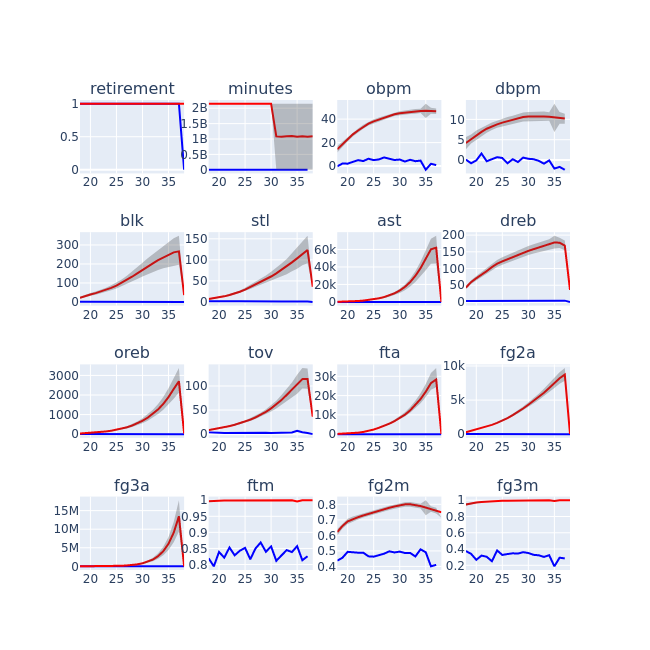 retirement minutes obpm dbpm
1 0.5 0 20 25 30 35
2B 1.5B 1B 0.5B 0 20 25 30 35
40 20 0 20 25 30 35
10 5 0 20 25 30 35
blk stl ast dreb
300 200 100 0 20 25 30 35
150 100 50 0 20 25 30 35
60k 40k 20k 0 20 25 30 35
200 150 100 50 0 20 25 30 35
oreb tov fta fg2a
3000 2000 1000 0 20 25 30 35
100 50 0 20 25 30 35
30k 20k 10k 0 20 25 30 35
10k 5k 0 20 25 30 35
fg3a ftm fg2m fg3m
15M 10M 5M 0 20 25 30 35
1 0.95 0.9 0.85 0.8 20 25 30 35
0.8 0.7 0.6 0.5 0.4 20 25 30 35
1 0.8 0.6 0.4 0.2 20 25 30 35